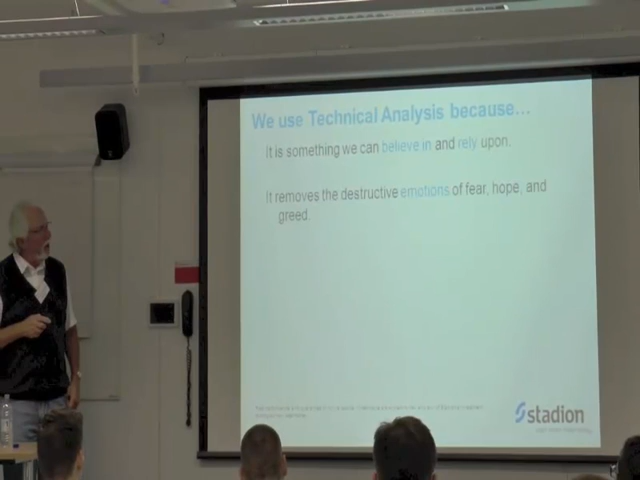 We use Technical Analysis because...
It is something we can believe in and rely upon.
It removes the destructive emotions of fear, hope, and
greed.
stadion